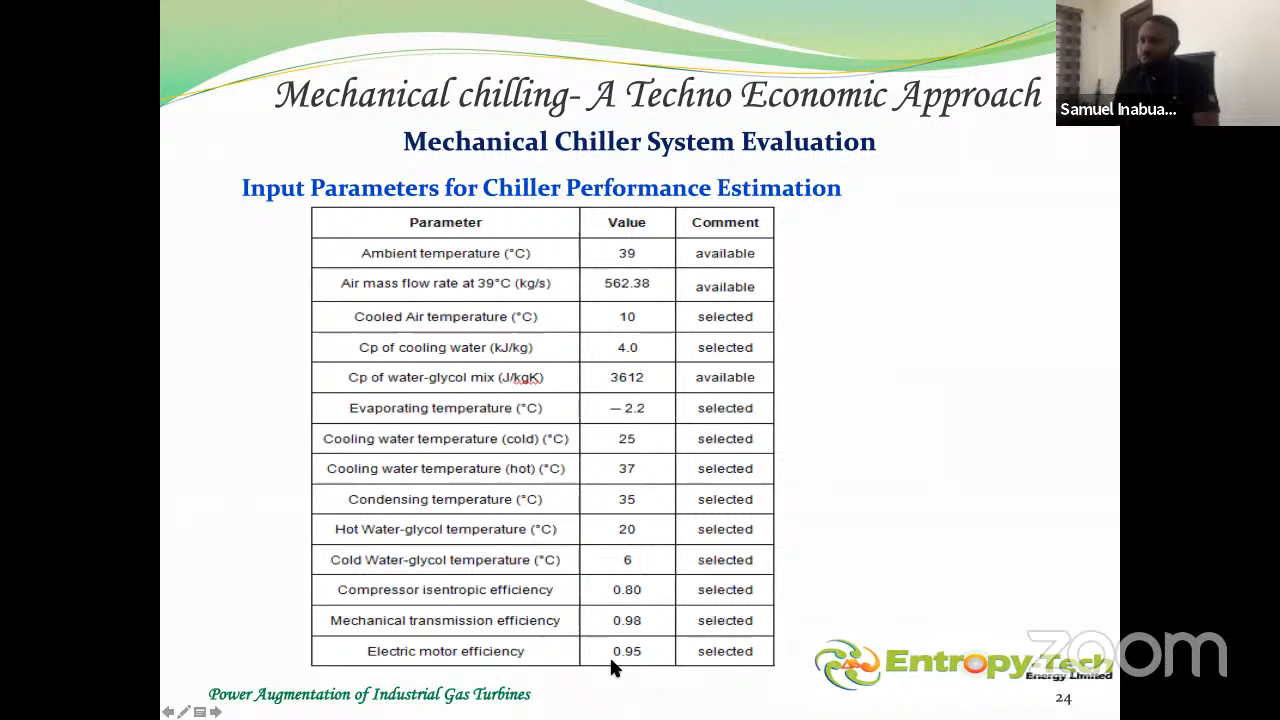 Mechanical chilling- A Techno Economic Approach
Samuel Inabua...
Mechanical Chiller System Evaluation
Input Parameters for Chiller Performance Estimation
Parameter Value Comment
Ambient temperature (°C) 39 available
Air mass flow rate at 39°C (kg/s) 562.38 available
Cooled Air temperature (°C) 10 selected
Cp of cooling water (kJ/kg) 4.0 selected
Cp of water-glycol mix (J/kgK) 3612 available
Evaporating temperature (°C) — 2.2 selected
Cooling water temperature (cold) (°C) 25 selected
Cooling water temperature (hot) (°C) 37 selected
Condensing temperature (°C) 35 selected
Hot Water-glycol temperature (°C) 20 selected
Cold Water-glycol temperature (°C) 6 selected
Compressor isentropic efficiency 0.80 selected
Mechanical transmission efficiency 0.98 selected
Electric motor efficiency 0.95 selected
zoom
Entropy-Tech
Energy Limited
Power Augmentation of Industrial Gas Turbines
24